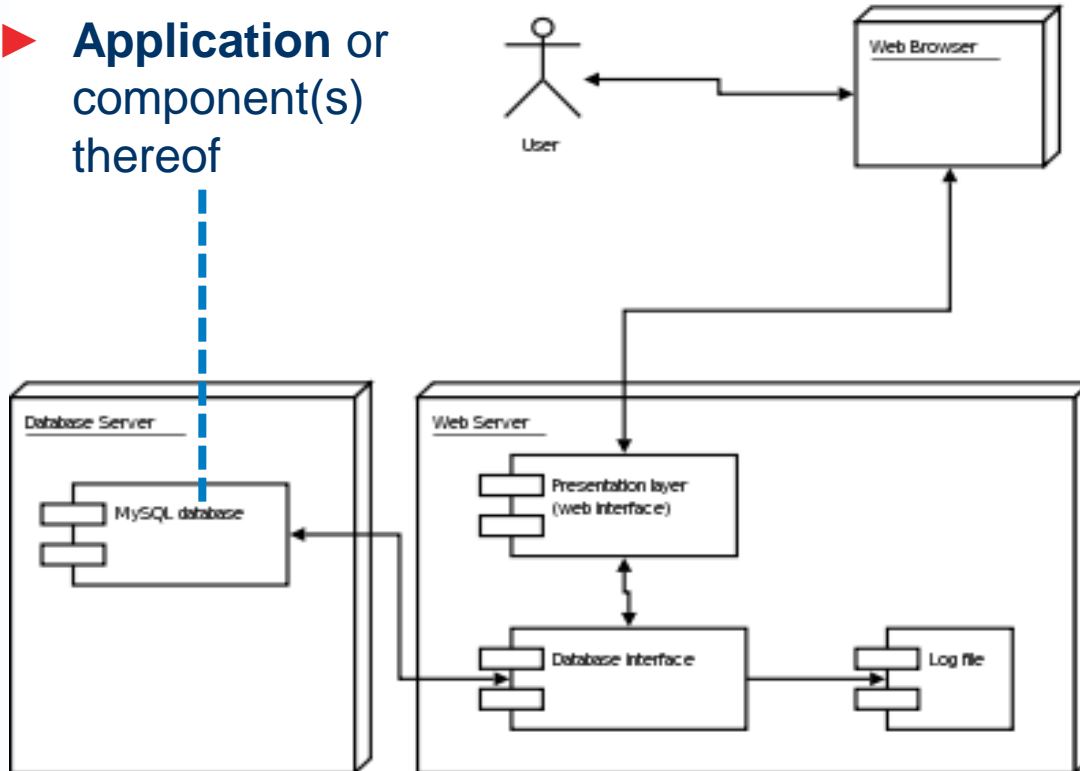 Application or
component(s)
thereof
User
Web Browser
Database Server
MySQL database
Web Server
Presentation layer
(web interface)
Database interface
Log file